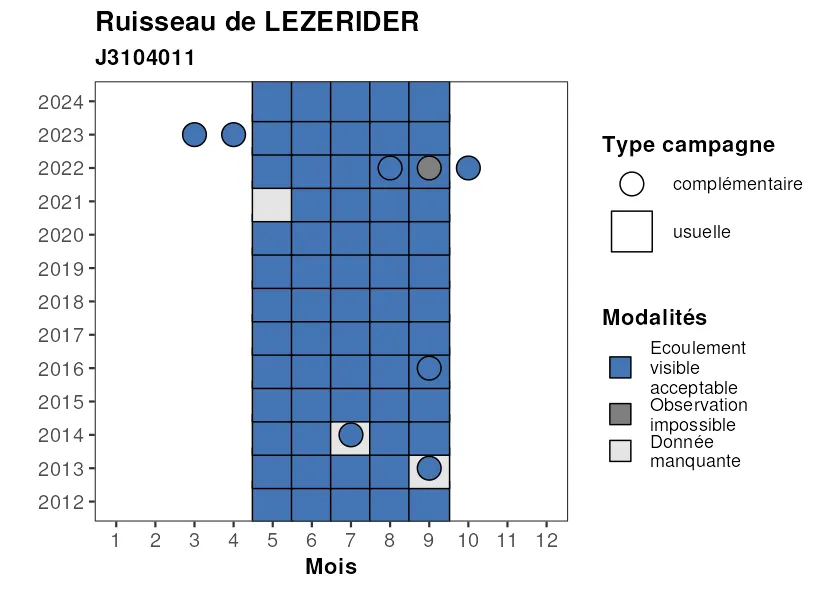 Ruisseau de LEZERIDER
J3104011
2024
2023
2022
2021
2020
2019
2018
2017
2016
2015
2014
2013
2012
1 2 3 4 5 6 7 8 9 10 11 12
Mois
Type campagne
complémentaire
usuelle
Modalités
Ecoulement
visible
acceptable
Observation
impossible
Donnée
manquante